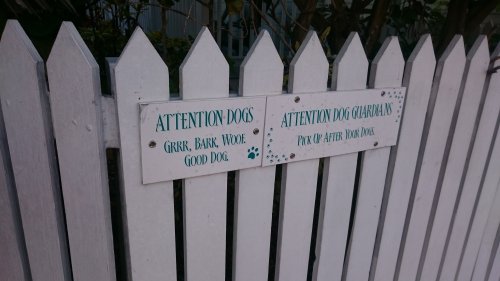 ATTENTION DOGS
GRRR, BARK, WOOF.
GOOD DOG.
ATTENTION DOG GUARDIANS
PICK UP AFTER YOUR DOGS.